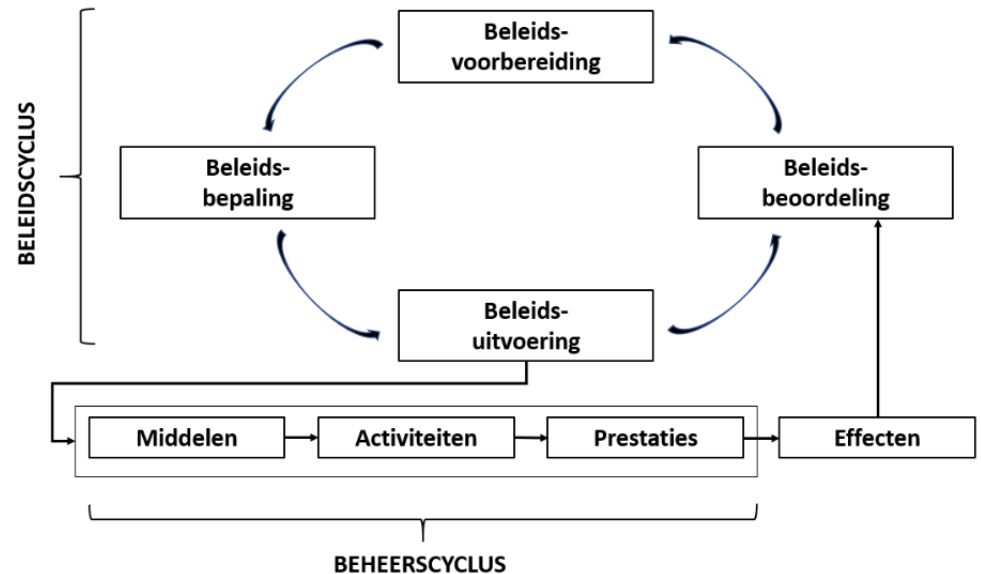 Beleids-
voorbereiding
BELEIDSCYCLUS
Beleids-
bepaling
Beleids-
beoordeling
Beleids-
uitvoering
Middelen
Activiteiten
Prestaties
Effecten
BEHEERSCYCLUS